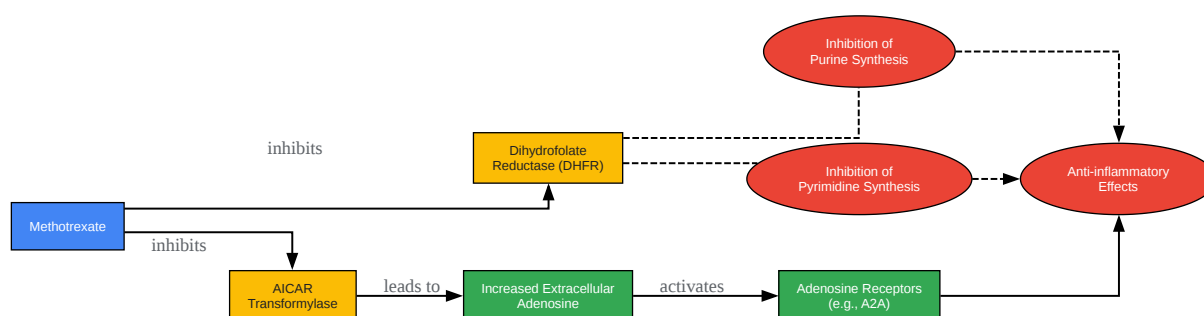 Inhibition of
Purine Synthesis
inhibits
Dihydrofolate
Reductase (DHFR)
Inhibition of
Pyrimidine Synthesis
Anti-inflammatory
Effects
Methotrexate
inhibits
AICAR
Transformylase
leads to
Increased Extracellular
Adenosine
activates
Adenosine Receptors
(e.g., A2A)